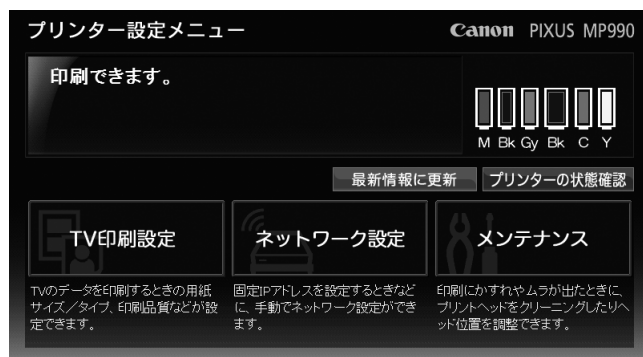 プリンター設定メニュー
Canon PIXUS MP990
印刷できます。
M Bk Gy Bk C Y
最新情報に更新
プリンターの状態確認
TV印刷設定
ネットワーク設定
メンテナンス
TVのデータを印刷するときの用紙
サイズ／タイプ、印刷品質などが設
定できます。
固定IPアドレスを設定するときなど
に、手動でネットワーク設定ができ
ます。
印刷にかすれやムラが出たときに、
プリントヘッドをクリーニングしたりヘ
ッド位置を調整できます。